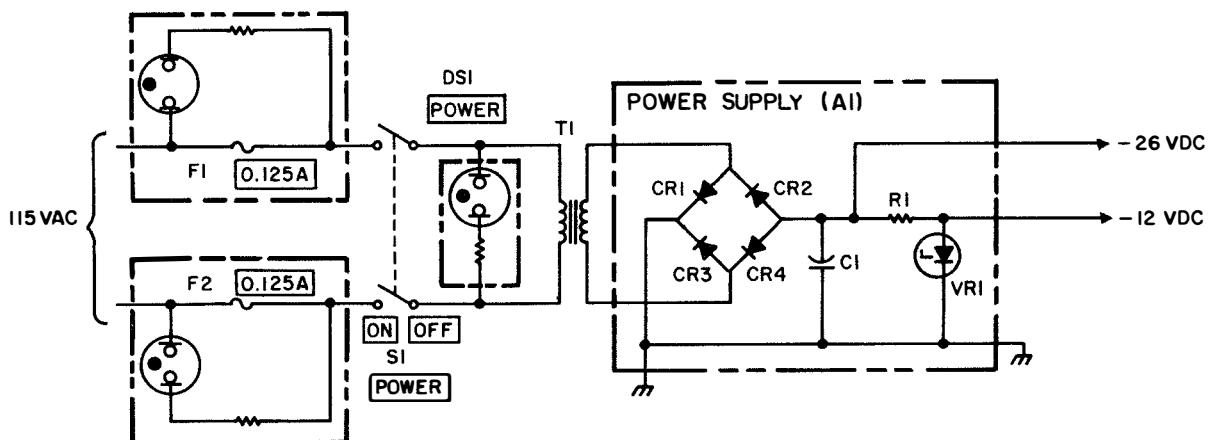 DS1
POWER
POWER SUPPLY (A1)
T1
-26 VDC
F1
0.125A
CR1
CR2
R1
-12 VDC
115 VAC
CR3
CR4
C1
VR1
F2
0.125A
ON
OFF
S1
POWER